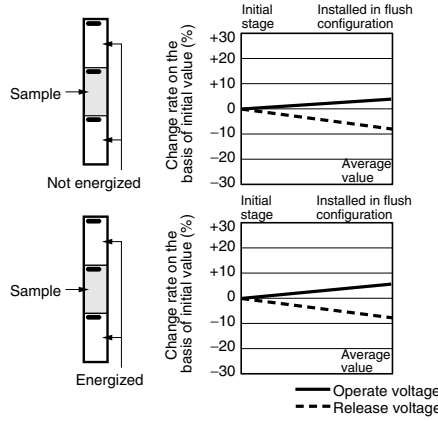 Initial stage
Installed in flush configuration
Change rate on the basis of initial value (%)
+30
+20
+10
0
−10
−20
−30
Average value
Sample
Not energized
Initial stage
Installed in flush configuration
Change rate on the basis of initial value (%)
+30
+20
+10
0
−10
−20
−30
Average value
Sample
Energized
Operate voltage
Release voltage